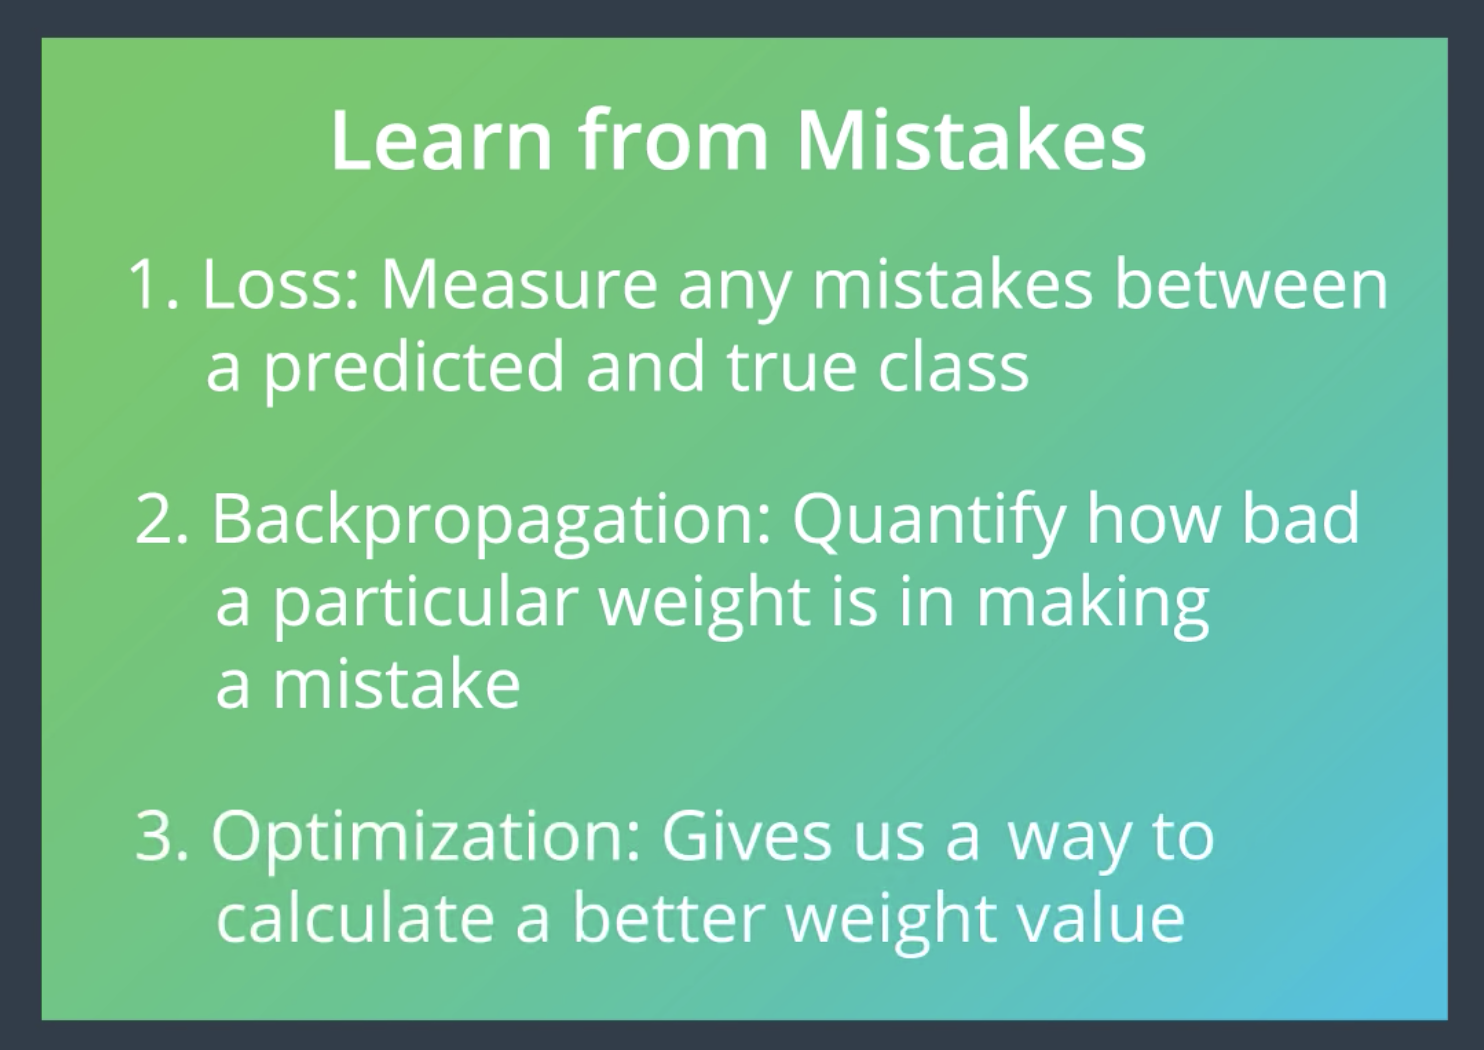 Learn from Mistakes
1. Loss: Measure any mistakes between
a predicted and true class
2. Backpropagation: Quantify how bad
a particular weight is in making
a mistake
3. Optimization: Gives us a way to
calculate a better weight value